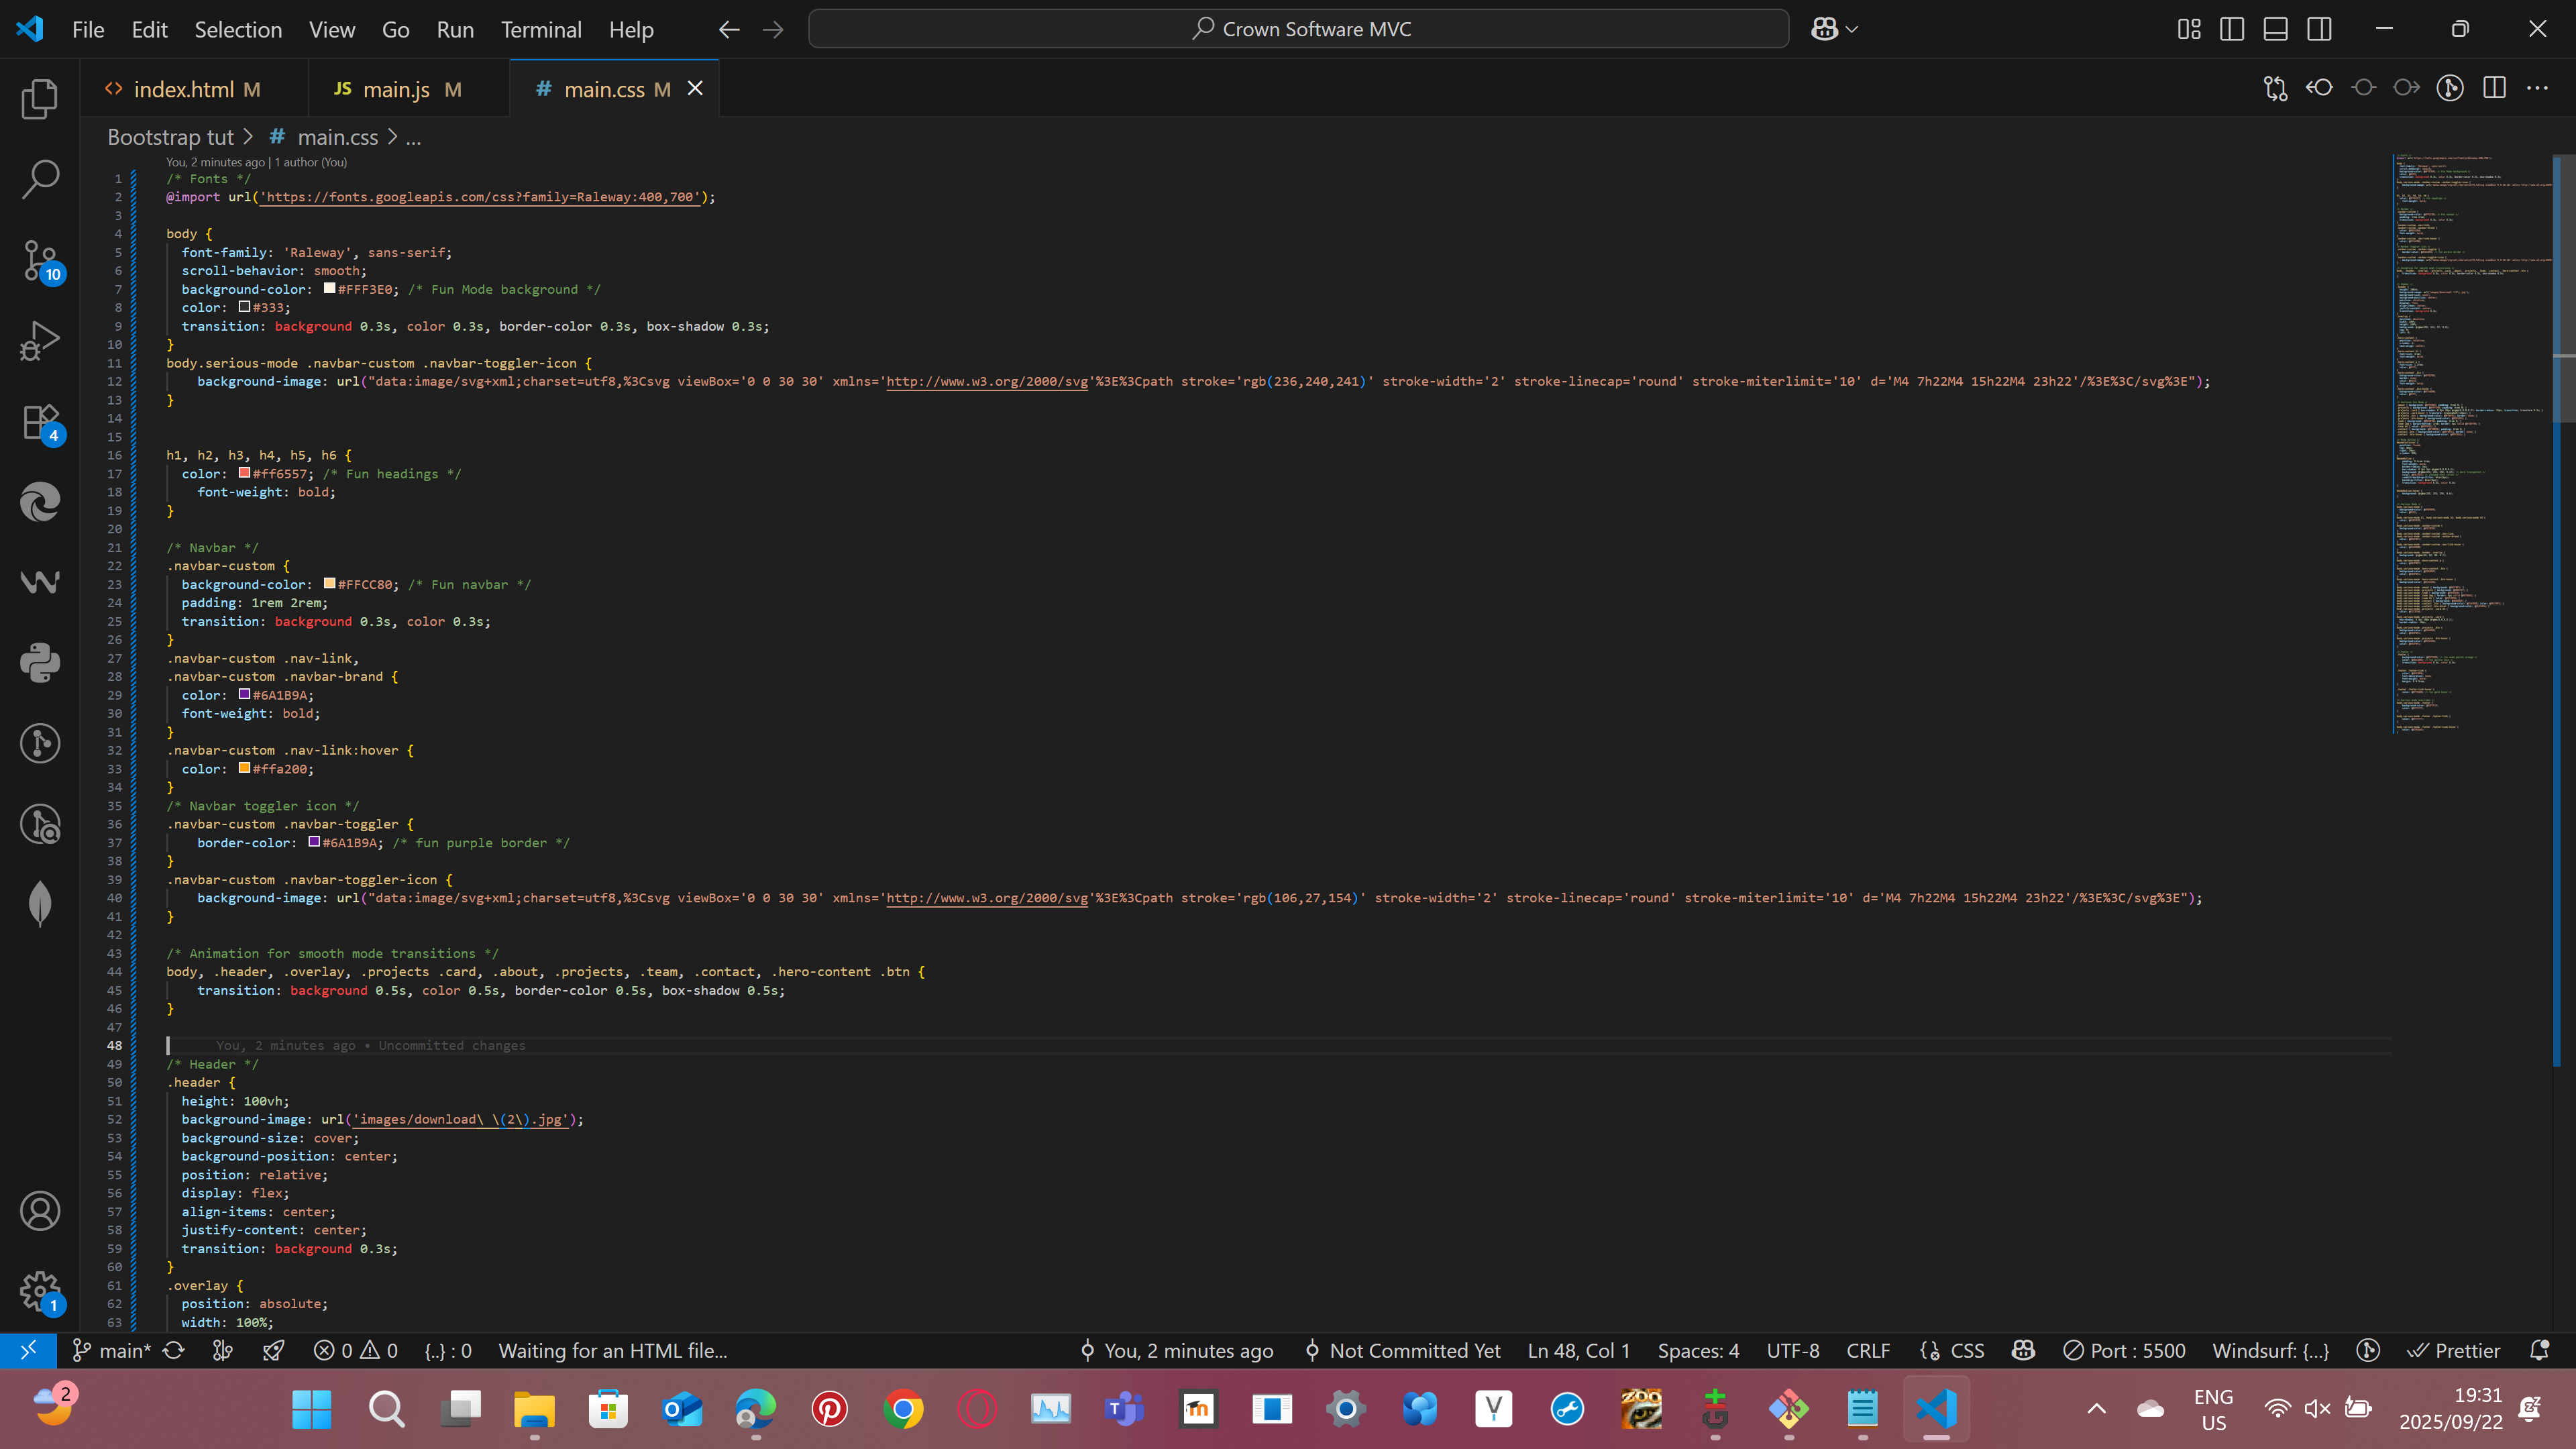 File Edit Selection View Go Run Terminal Help
Crown Software MVC
index.html M
JS main.js M
# main.css M
Bootstrap tut > # main.css > ...
You, 2 minutes ago | 1 author (You)
1 /* Fonts */
2 @import url('https://fonts.googleapis.com/css?family=Raleway:400,700');
3
4 body {
5 font-family: 'Raleway', sans-serif;
6 scroll-behavior: smooth;
7 background-color: #FFF3E0; /* Fun Mode background */
8 color: #333;
9 transition: background 0.3s, color 0.3s, border-color 0.3s, box-shadow 0.3s;
10 }
11 body.serious-mode .navbar-custom .navbar-toggler-icon {
12 background-image: url("data:image/svg+xml;charset=utf8,%3Csvg viewBox='0 0 30 30' xmlns='http://www.w3.org/2000/svg'%3E%3Cpath stroke='rgb(236,240,241)' stroke-width='2' stroke-linecap='round' stroke-miterlimit='10' d='M4 7h22M4 15h22M4 23h22'/%3E%3C/svg%3E");
13 }
14
15
16 h1, h2, h3, h4, h5, h6 {
17 color: #ff6557; /* Fun headings */
18 font-weight: bold;
19 }
20
21 /* Navbar */
22 .navbar-custom {
23 background-color: #FFCC80; /* Fun navbar */
24 padding: 1rem 2rem;
25 transition: background 0.3s, color 0.3s;
26 }
27 .navbar-custom .nav-link,
28 .navbar-custom .navbar-brand {
29 color: #6A1B9A;
30 font-weight: bold;
31 }
32 .navbar-custom .nav-link:hover {
33 color: #ffa200;
34 }
35 /* Navbar toggler icon */
36 .navbar-custom .navbar-toggler {
37 border-color: #6A1B9A; /* fun purple border */
38 }
39 .navbar-custom .navbar-toggler-icon {
40 background-image: url("data:image/svg+xml;charset=utf8,%3Csvg viewBox='0 0 30 30' xmlns='http://www.w3.org/2000/svg'%3E%3Cpath stroke='rgb(106,27,154)' stroke-width='2' stroke-linecap='round' stroke-miterlimit='10' d='M4 7h22M4 15h22M4 23h22'/%3E%3C/svg%3E");
41 }
42
43 /* Animation for smooth mode transitions */
44 body, .header, .overlay, .projects .card, .about, .projects, .team, .contact, .hero-content .btn {
45 transition: background 0.5s, color 0.5s, border-color 0.5s, box-shadow 0.5s;
46 }
47
48 You, 2 minutes ago • Uncommitted changes
49 /* Header */
50 .header {
51 height: 100vh;
52 background-image: url('images/download\ \(2\).jpg');
53 background-size: cover;
54 background-position: center;
55 position: relative;
56 display: flex;
57 align-items: center;
58 justify-content: center;
59 transition: background 0.3s;
60 }
61 .overlay {
62 position: absolute;
63 width: 100%;
10
4
1
main* 0 0 {..} : 0 Waiting for an HTML file... You, 2 minutes ago Not Committed Yet Ln 48, Col 1 Spaces: 4 UTF-8 CRLF CSS Port : 5500 Windsurf: {...} Prettier
2
ZOO
ENG
US
19:31
2025/09/22